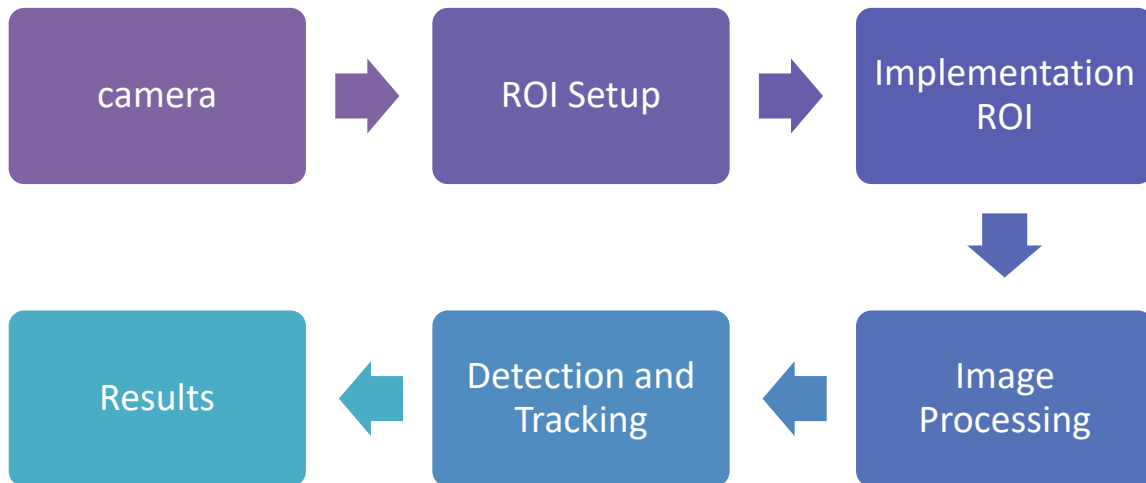 camera
ROI Setup
Implementation
ROI
Image
Processing
Detection and
Tracking
Results